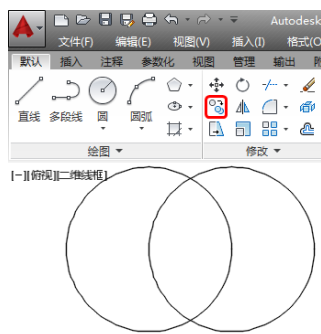 Autodesk
文件(F) 编辑(E) 视图(V) 插入(I) 格式(O
默认 插入 注释 参数化 视图 管理 输出 附
直线 多段线 圆 圆弧
绘图 修改
[-][俯视][二维线框]